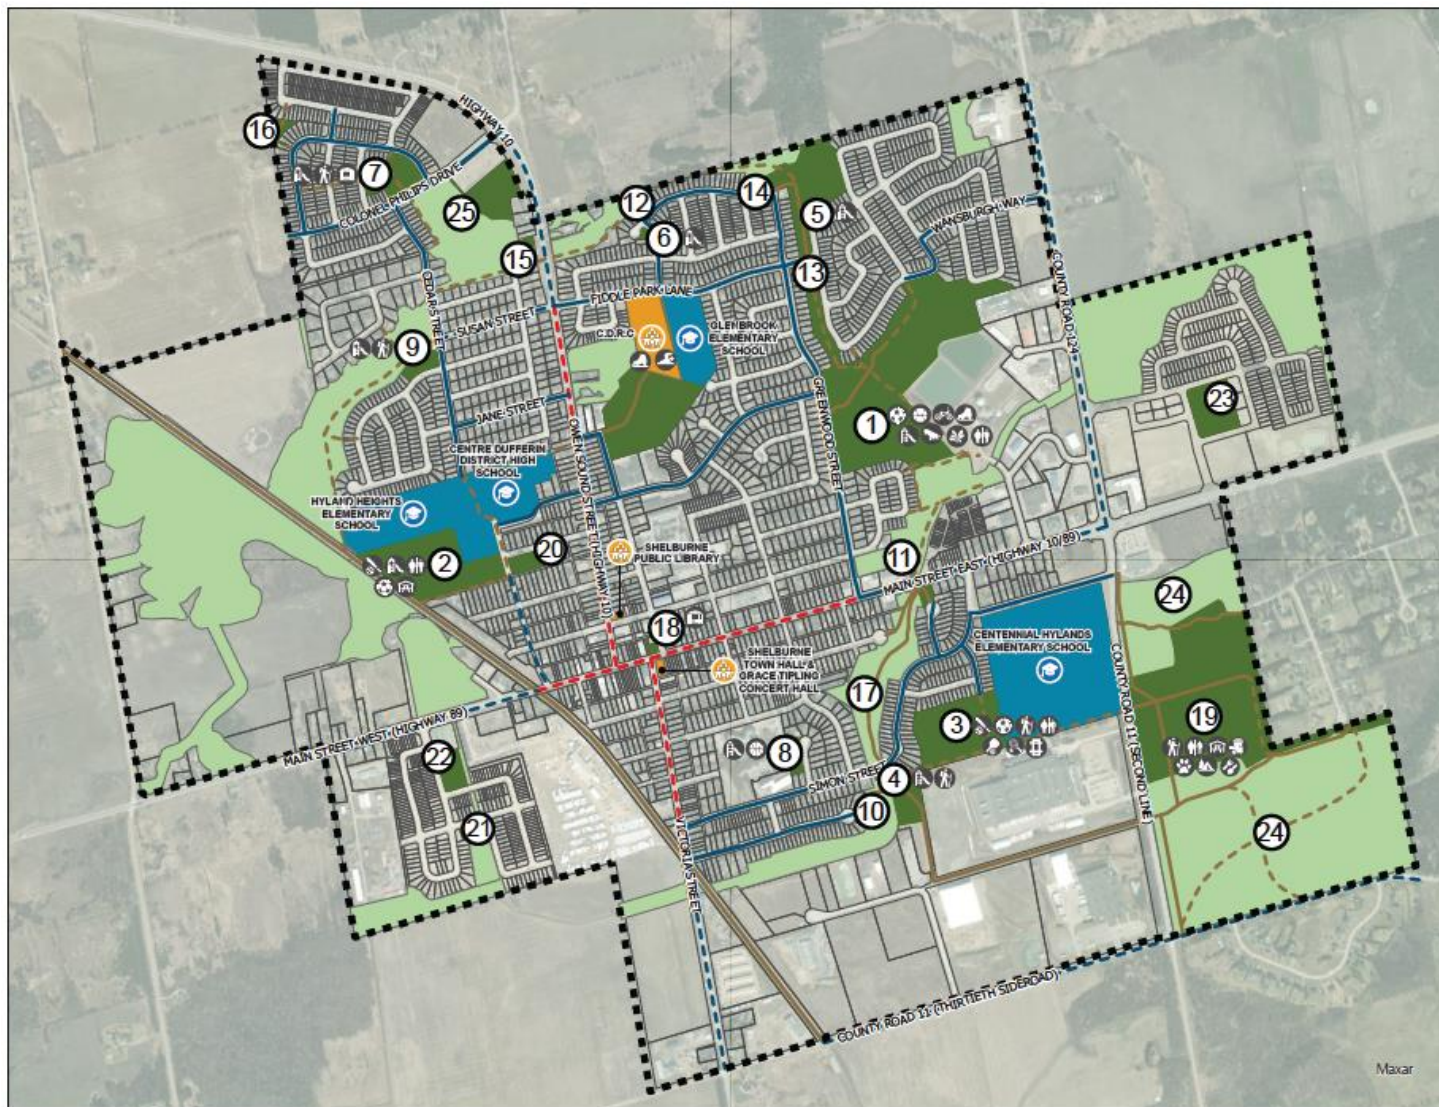 HIGHWAY 10
16
7
COLONEL PHILIPS DRIVE
25
12
14
5
WANSBURGH WAY
6
15
13
FIDDLE PARK LANE
CEDAR STREET
SUSAN STREET
C.D.R.C
GLENBROOK
ELEMENTARY
SCHOOL
COUNTY ROAD 124
9
GREENWOOD STREET
23
JANE STREET
1
OWEN SOUND STREET (HIGHWAY 10)
CENTRE DUFFERIN
DISTRICT HIGH
SCHOOL
HYLAND HEIGHTS
ELEMENTARY
SCHOOL
2
20
SHELBURNE
PUBLIC LIBRARY
11
MAIN STREET EAST (HIGHWAY 10/89)
24
18
CENTENNIAL HYLANDS
ELEMENTARY SCHOOL
SHELBURNE
TOWN HALL &
GRACE TIPLING
CONCERT HALL
17
COUNTY ROAD 11 (SECOND LINE)
MAIN STREET WEST (HIGHWAY 89)
3
19
22
8
SIMON STREET
4
10
21
24
VICTORIA STREET
COUNTY ROAD 11 (THIRTIETH SIDEROAD)
Maxar